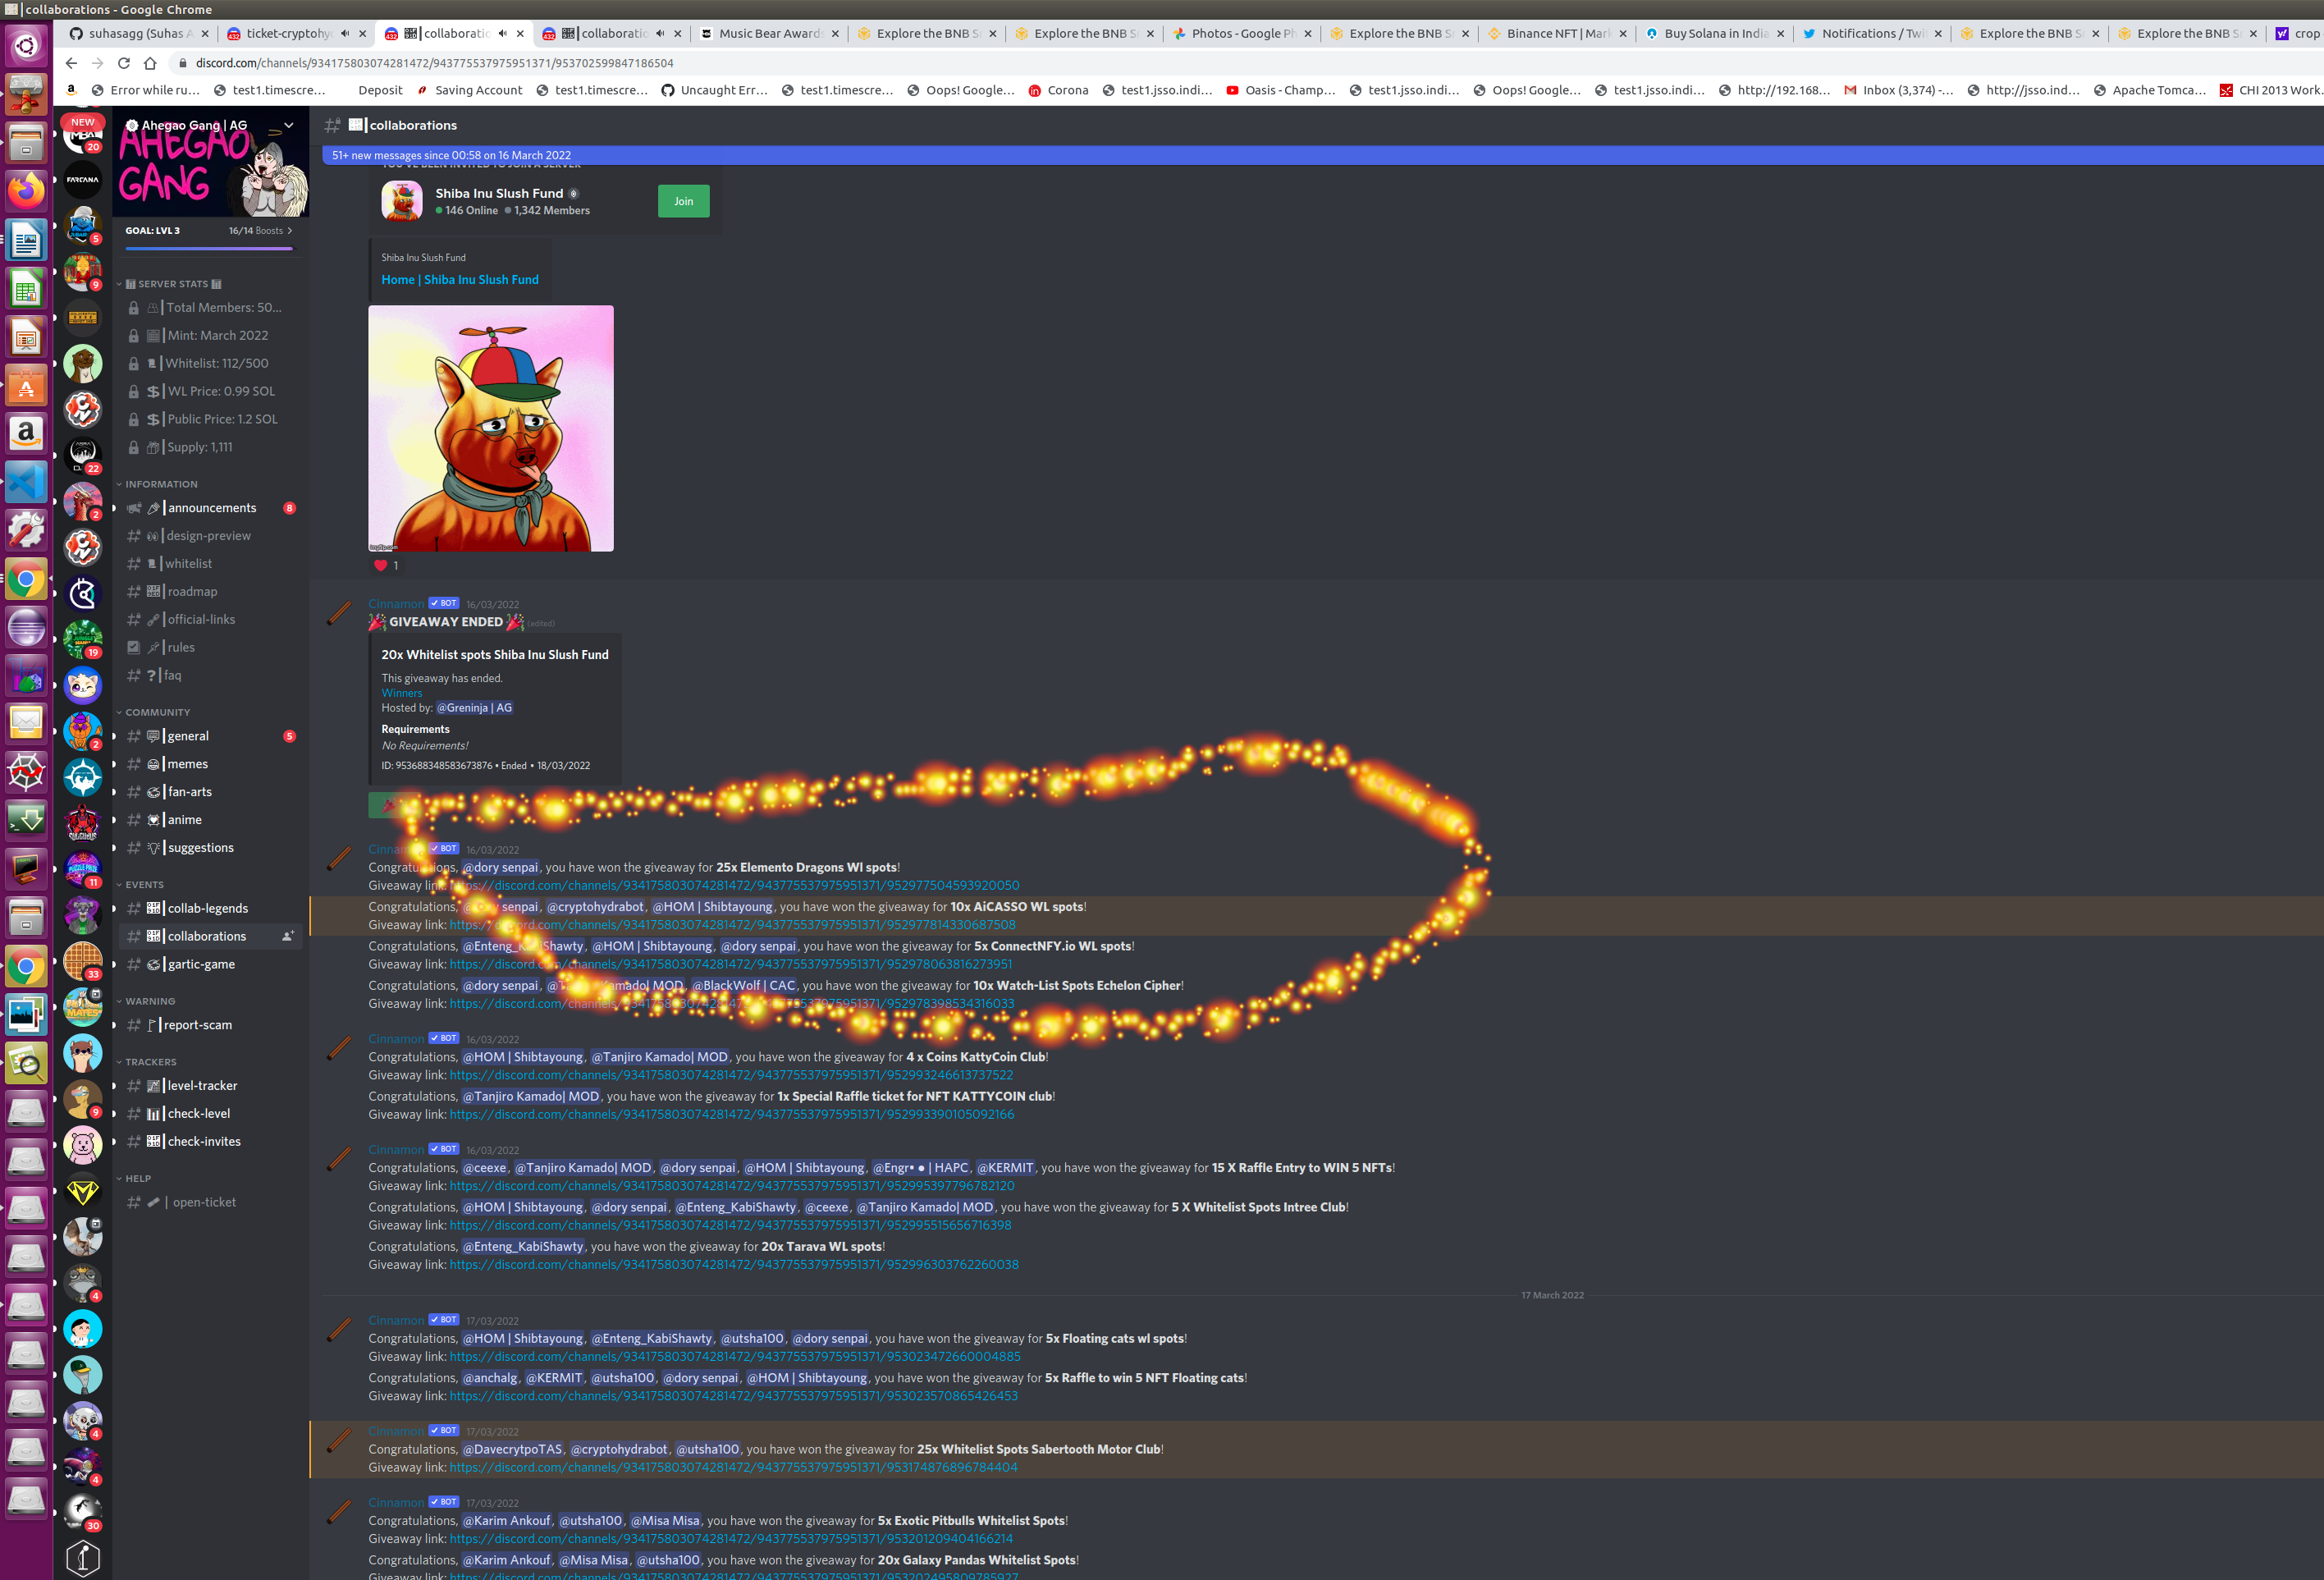 collaborations - Google Chrome
suhasagg (Suhas A
ticket-cryptohy
collaboratio
collaboratio
Music Bear Award
Explore the BNB S
Explore the BNB S
Photos - Google Ph
Explore the BNB S
Binance NFT | Mark
Buy Solana in India
Notifications / Twi
Explore the BNB S
Explore the BNB S
crop
discord.com/channels/934175803074281472/943775537975951371/953702599847186504
Error while ru...
test1.timescre...
Deposit
Saving Account
test1.timescre...
Uncaught Err...
test1.timescre...
Oops! Google...
Corona
test1.jsso.indi...
Oasis - Champ...
test1.jsso.indi...
Oops! Google...
test1.jsso.indi...
http://192.168...
Inbox (3,374) -...
http://jsso.ind...
Apache Tomca...
CHI 2013 Work.
NEW
Ahegao Gang | AG
AHEGAO
GANG
GOAL: LVL 3
16/14 Boosts
SERVER STATS
Total Members: 50...
Mint: March 2022
Whitelist: 112/500
WL Price: 0.99 SOL
Public Price: 1.2 SOL
Supply: 1,111
INFORMATION
announcements 8
design-preview
whitelist
roadmap
official-links
rules
faq
COMMUNITY
general 5
memes
fan-arts
anime
suggestions
EVENTS
collab-legends
collaborations
gartic-game
WARNING
report-scam
TRACKERS
level-tracker
check-level
check-invites
HELP
open-ticket
collaborations
51+ new messages since 00:58 on 16 March 2022
YOU'VE BEEN INVITED TO JOIN A SERVER
Shiba Inu Slush Fund
146 Online 1,342 Members
Join
Shiba Inu Slush Fund
Home | Shiba Inu Slush Fund
imgflip.com
1
Cinnamon BOT 16/03/2022
GIVEAWAY ENDED (edited)
20x Whitelist spots Shiba Inu Slush Fund
This giveaway has ended.
Winners
Hosted by: @Greninja | AG
Requirements
No Requirements!
ID: 953688348583673876 • Ended • 18/03/2022
BOT 16/03/2022
@dory senpai, you have won the giveaway for 25x Elemento Dragons Wl spots!
Giveaway link: https://discord.com/channels/934175803074281472/943775537975951371/952977504593920050
Congratulations, senpai, @cryptohydrabot, @HOM | Shibtayoung, you have won the giveaway for 10x AiCASSO WL spots!
Giveaway link: https://discord.com/channels/934175803074281472/943775537975951371/952977814330687508
Congratulations, @Enteng_KabiShawty, @HOM | Shibtayoung, @dory senpai, you have won the giveaway for 5x ConnectNFY.io WL spots!
Giveaway link: https://discord.com/channels/934175803074281472/943775537975951371/952978063816273951
Congratulations, @dory senpai, @Tanjiro Kamado| MOD, @BlackWolf | CAC, you have won the giveaway for 10x Watch-List Spots Echelon Cipher!
Giveaway link: https://discord.com/channels/934175803074281472/943775537975951371/952978398534316033
Cinnamon BOT 16/03/2022
Congratulations, @HOM | Shibtayoung, @Tanjiro Kamado| MOD, you have won the giveaway for 4 x Coins KattyCoin Club!
Giveaway link: https://discord.com/channels/934175803074281472/943775537975951371/952993246613737522
Congratulations, @Tanjiro Kamado| MOD, you have won the giveaway for 1x Special Raffle ticket for NFT KATTYCOIN club!
Giveaway link: https://discord.com/channels/934175803074281472/943775537975951371/952993390105092166
Cinnamon BOT 16/03/2022
Congratulations, @ceexe, @Tanjiro Kamado| MOD, @dory senpai, @HOM | Shibtayoung, @Engr• ● | HAPC, @KERMIT, you have won the giveaway for 15 X Raffle Entry to WIN 5 NFTs!
Giveaway link: https://discord.com/channels/934175803074281472/943775537975951371/952995397796782120
Congratulations, @HOM | Shibtayoung, @dory senpai, @Enteng_KabiShawty, @ceexe, @Tanjiro Kamado| MOD, you have won the giveaway for 5 X Whitelist Spots Intree Club!
Giveaway link: https://discord.com/channels/934175803074281472/943775537975951371/952995515656716398
Congratulations, @Enteng_KabiShawty, you have won the giveaway for 20x Tarava WL spots!
Giveaway link: https://discord.com/channels/934175803074281472/943775537975951371/952996303762260038
17 March 2022
Cinnamon BOT 17/03/2022
Congratulations, @HOM | Shibtayoung, @Enteng_KabiShawty, @utsha100, @dory senpai, you have won the giveaway for 5x Floating cats wl spots!
Giveaway link: https://discord.com/channels/934175803074281472/943775537975951371/953023472660004885
Congratulations, @anchalg, @KERMIT, @utsha100, @dory senpai, @HOM | Shibtayoung, you have won the giveaway for 5x Raffle to win 5 NFT Floating cats!
Giveaway link: https://discord.com/channels/934175803074281472/943775537975951371/953023570865426453
Cinnamon BOT 17/03/2022
Congratulations, @DavecrytpoTAS, @cryptohydrabot, @utsha100, you have won the giveaway for 25x Whitelist Spots Sabertooth Motor Club!
Giveaway link: https://discord.com/channels/934175803074281472/943775537975951371/953174876896784404
Cinnamon BOT 17/03/2022
Congratulations, @Karim Ankouf, @utsha100, @Misa Misa, you have won the giveaway for 5x Exotic Pitbulls Whitelist Spots!
Giveaway link: https://discord.com/channels/934175803074281472/943775537975951371/953201209404166214
Congratulations, @Karim Ankouf, @Misa Misa, @utsha100, you have won the giveaway for 20x Galaxy Pandas Whitelist Spots!
Giveaway link: https://discord.com/channels/934175803074281472/943775537975951371/953202495809785927